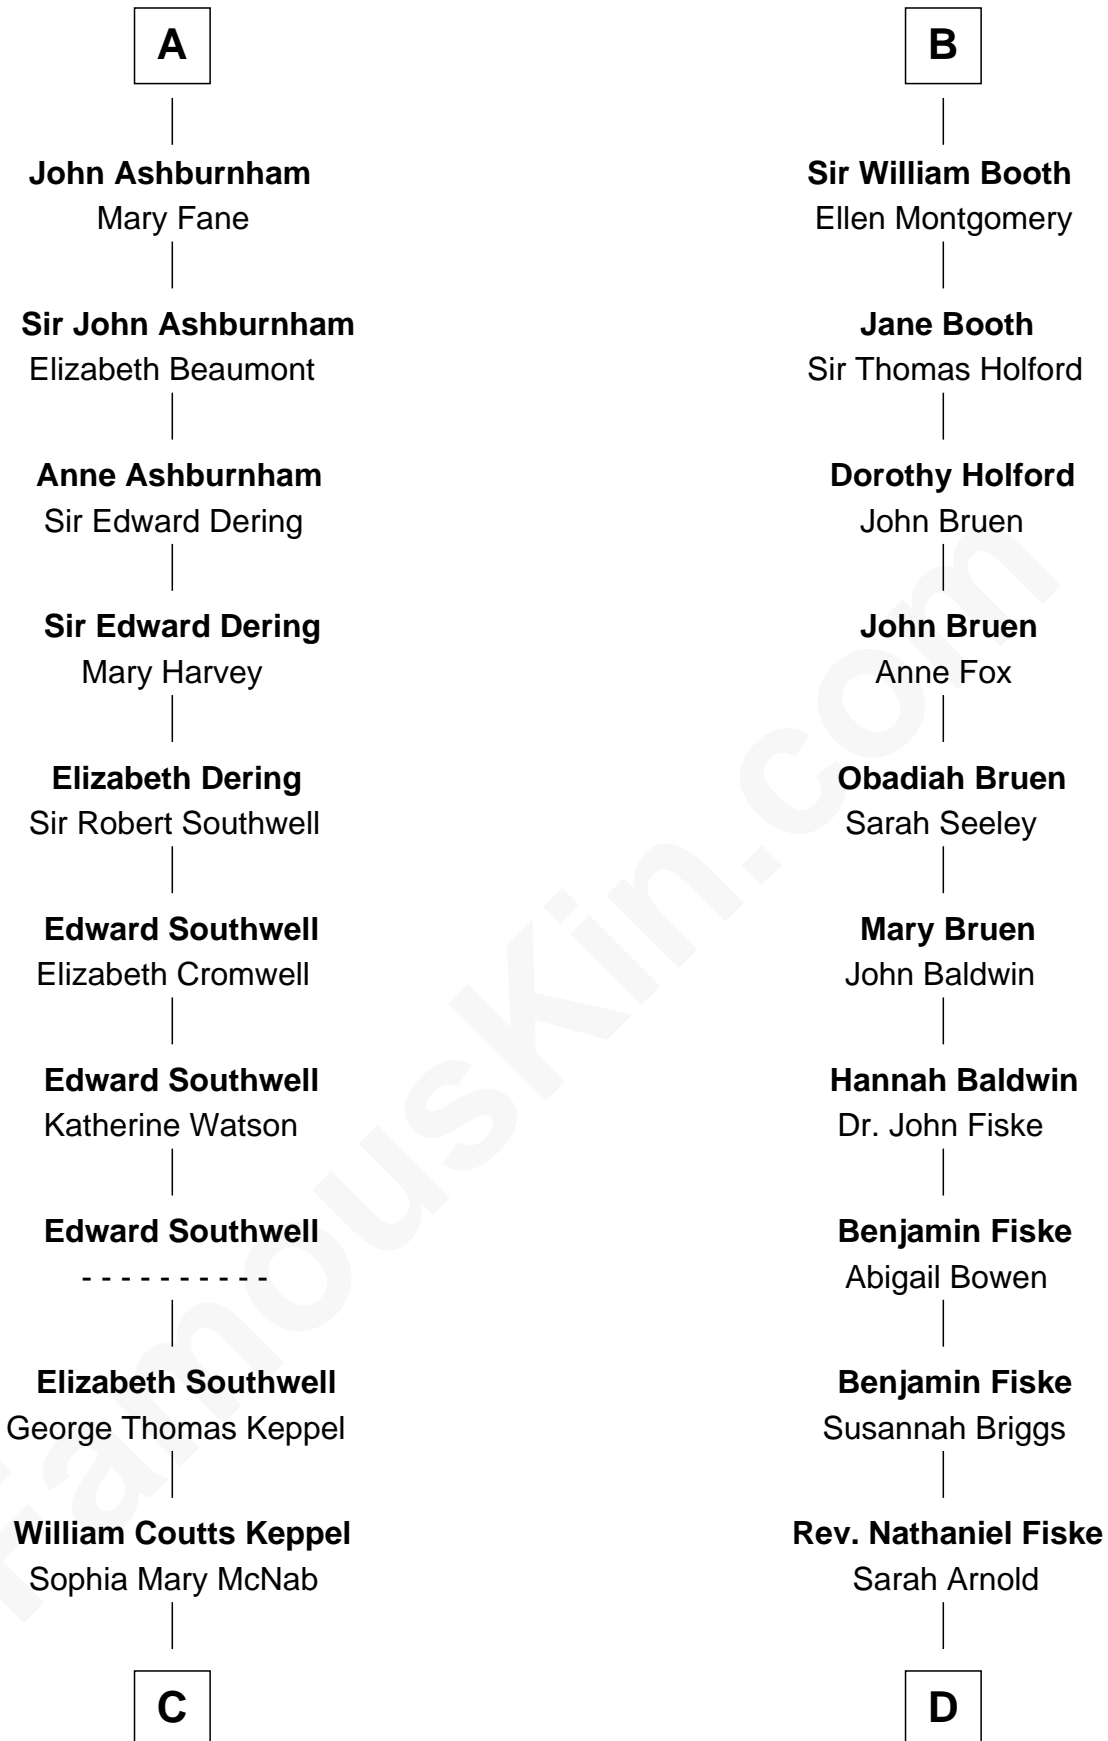 A
John Ashburnham
Mary Fane
Sir John Ashburnham
Elizabeth Beaumont
Anne Ashburnham
Sir Edward Dering
Sir Edward Dering
Mary Harvey
Elizabeth Dering
Sir Robert Southwell
Edward Southwell
Elizabeth Cromwell
Edward Southwell
Katherine Watson
Edward Southwell
- - - - - - - - - -
Elizabeth Southwell
George Thomas Keppel
William Coutts Keppel
Sophia Mary McNab
C
B
Sir William Booth
Ellen Montgomery
Jane Booth
Sir Thomas Holford
Dorothy Holford
John Bruen
John Bruen
Anne Fox
Obadiah Bruen
Sarah Seeley
Mary Bruen
John Baldwin
Hannah Baldwin
Dr. John Fiske
Benjamin Fiske
Abigail Bowen
Benjamin Fiske
Susannah Briggs
Rev. Nathaniel Fiske
Sarah Arnold
D
FamousKin.com